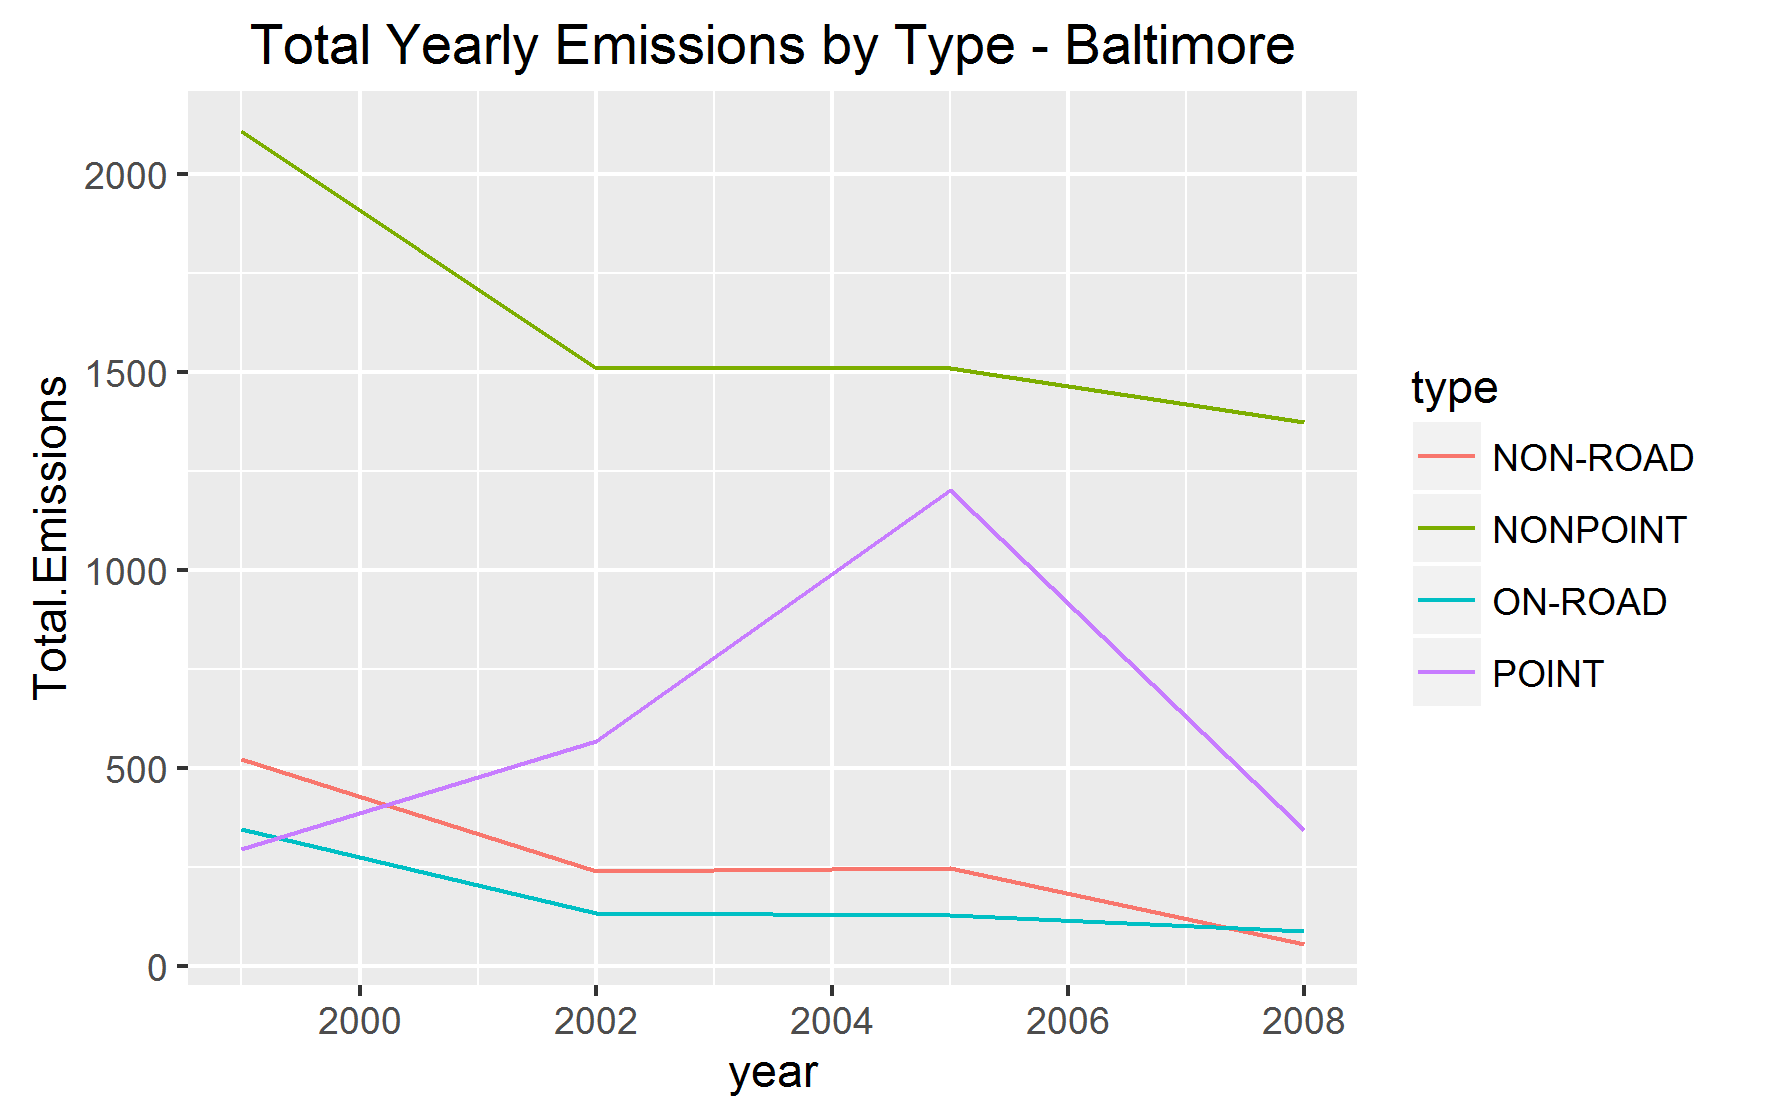 Total Yearly Emissions by Type - Baltimore
Total.Emissions
2000
1500
1000
500
0
2000 2002 2004 2006 2008
year
type
NON-ROAD
NONPOINT
ON-ROAD
POINT